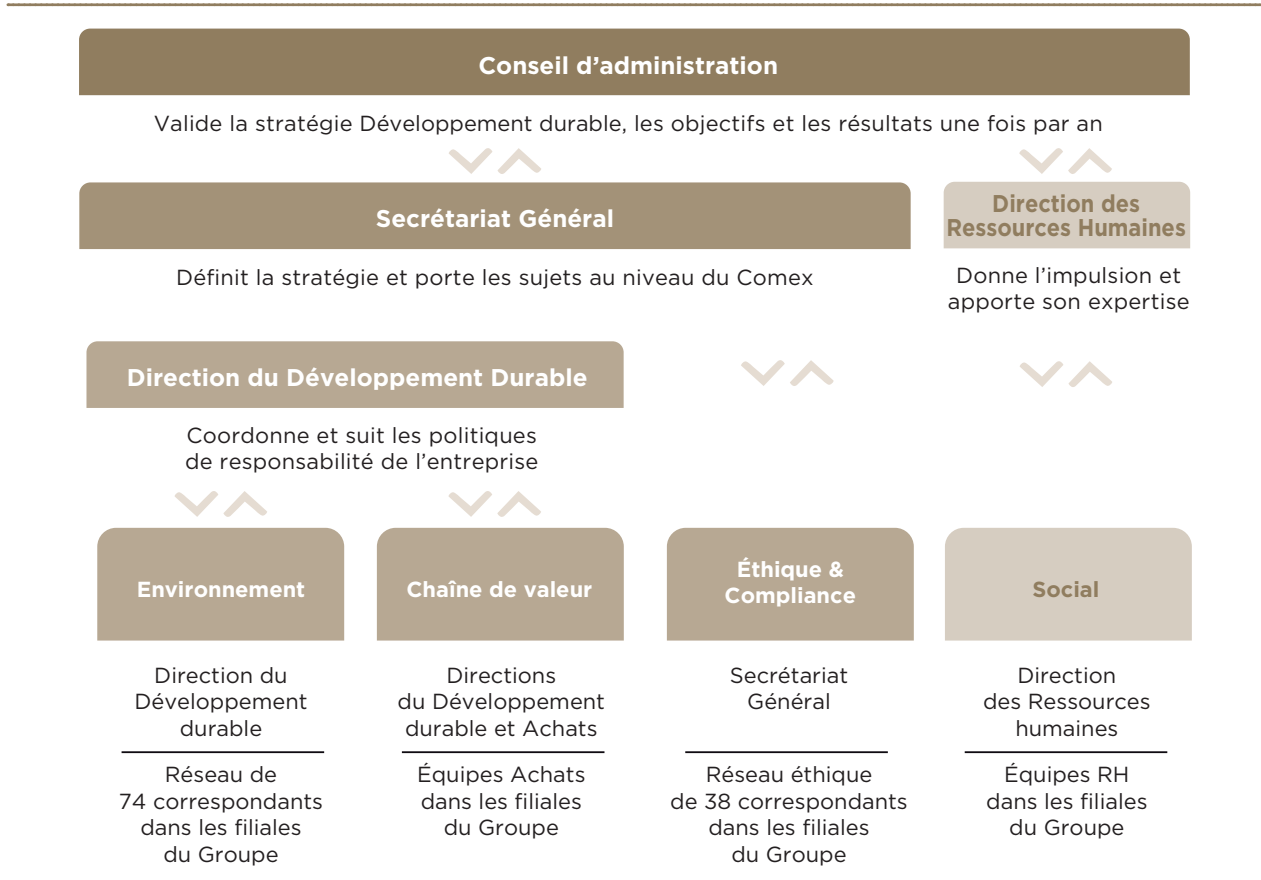 Conseil d’administration
Valide la stratégie Développement durable, les objectifs et les résultats une fois par an
Secrétariat Général
Définit la stratégie et porte les sujets au niveau du Comex
Direction des
Ressources Humaines
Donne l’impulsion et
apporte son expertise
Direction du Développement Durable
Coordonne et suit les politiques
de responsabilité de l’entreprise
Environnement
Direction du
Développement
durable
Réseau de
74 correspondants
dans les filiales
du Groupe
Chaîne de valeur
Directions
du Développement
durable et Achats
Équipes Achats
dans les filiales
du Groupe
Éthique &
Compliance
Secrétariat
Général
Réseau éthique
de 38 correspondants
dans les filiales
du Groupe
Social
Direction
des Ressources
humaines
Équipes RH
dans les filiales
du Groupe